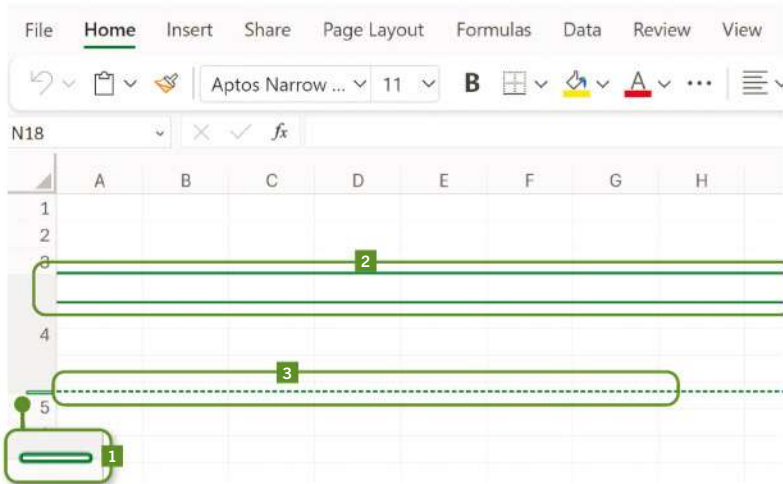 File Home Insert Share Page Layout Formulas Data Review View
Aptos Narrow ... 11 B A ...
N18 fx
A B C D E F G H
1
2
3
2
4
3
5
1